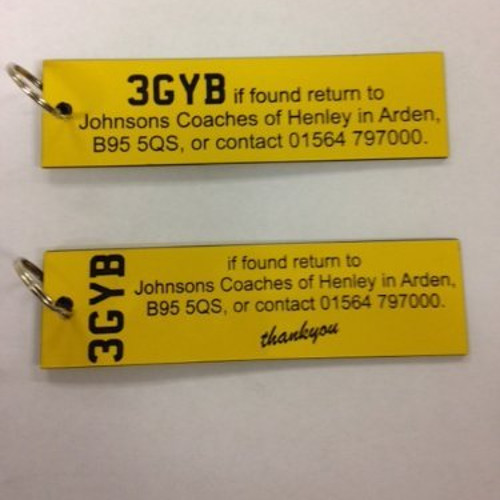 3GYB if found return to
Johnsons Coaches of Henley in Arden,
B95 5QS, or contact 01564 797000.
3GYB
if found return to
Johnsons Coaches of Henley in Arden,
B95 5QS, or contact 01564 797000.
thankyou